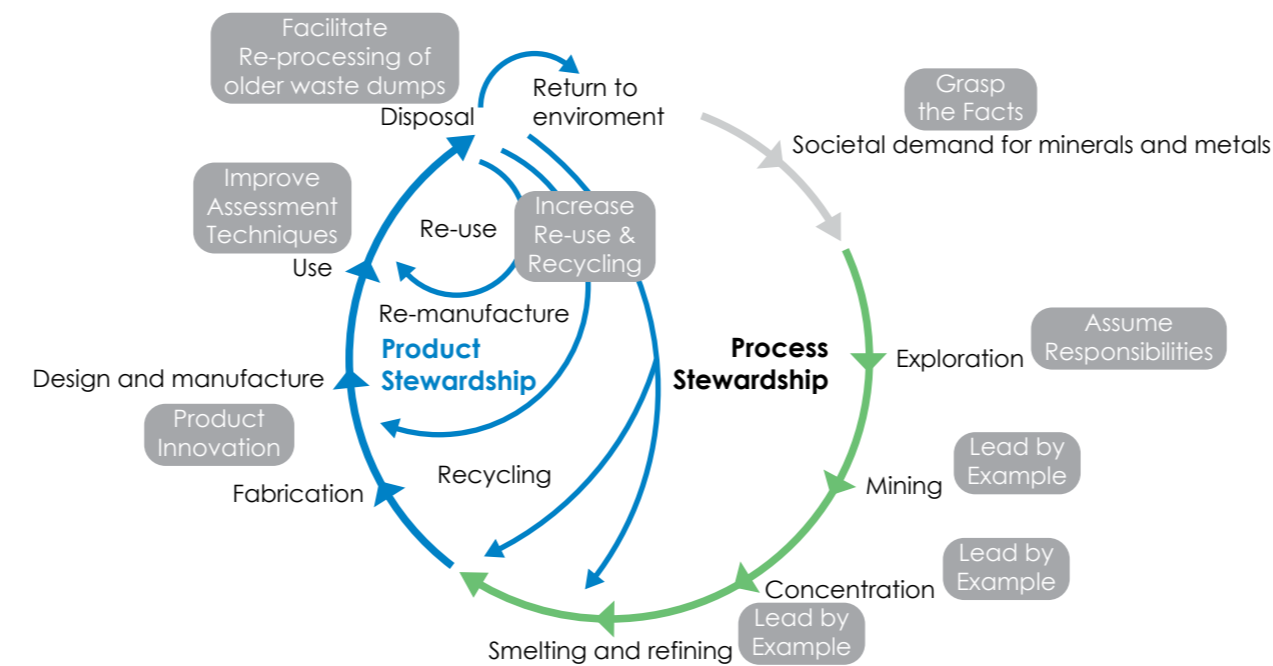 Facilitate
Re-processing of
older waste dumps
Disposal
Return to
enviroment
Grasp
the Facts
Societal demand for minerals and metals
Improve
Assessment
Techniques
Use
Re-use
Increase
Re-use &
Recycling
Re-manufacture
Product
Stewardship
Process
Stewardship
Exploration
Assume
Responsibilities
Design and manufacture
Product
Innovation
Fabrication
Recycling
Mining
Lead by
Example
Concentration
Lead by
Example
Smelting and refining
Lead by
Example